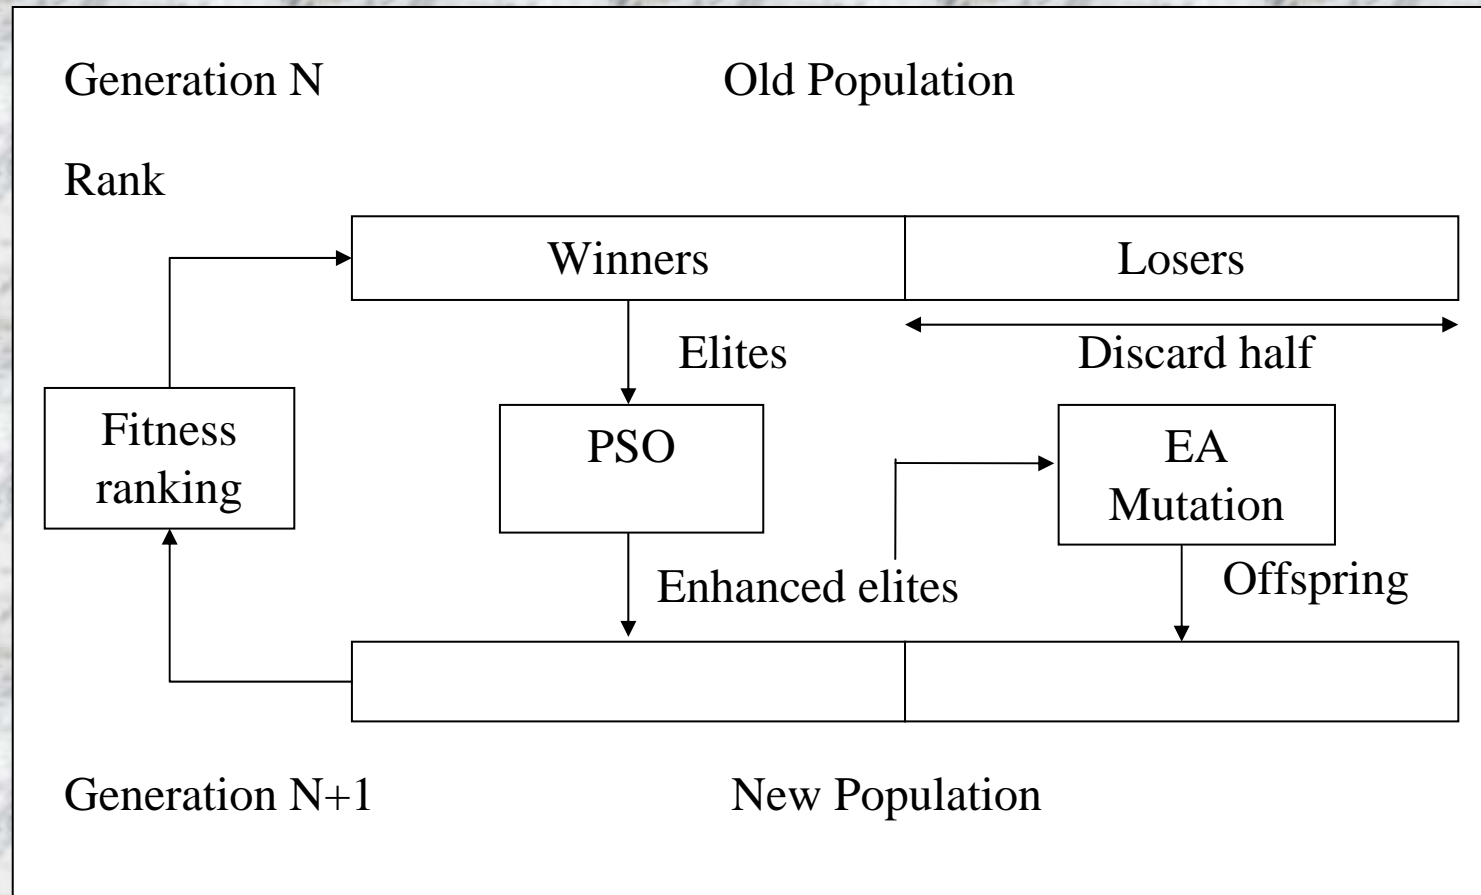 Generation N
Old Population
Rank
Winners
Losers
Elites
Discard half
Fitness
ranking
PSO
EA
Mutation
Enhanced elites
Offspring
Generation N+1
New Population